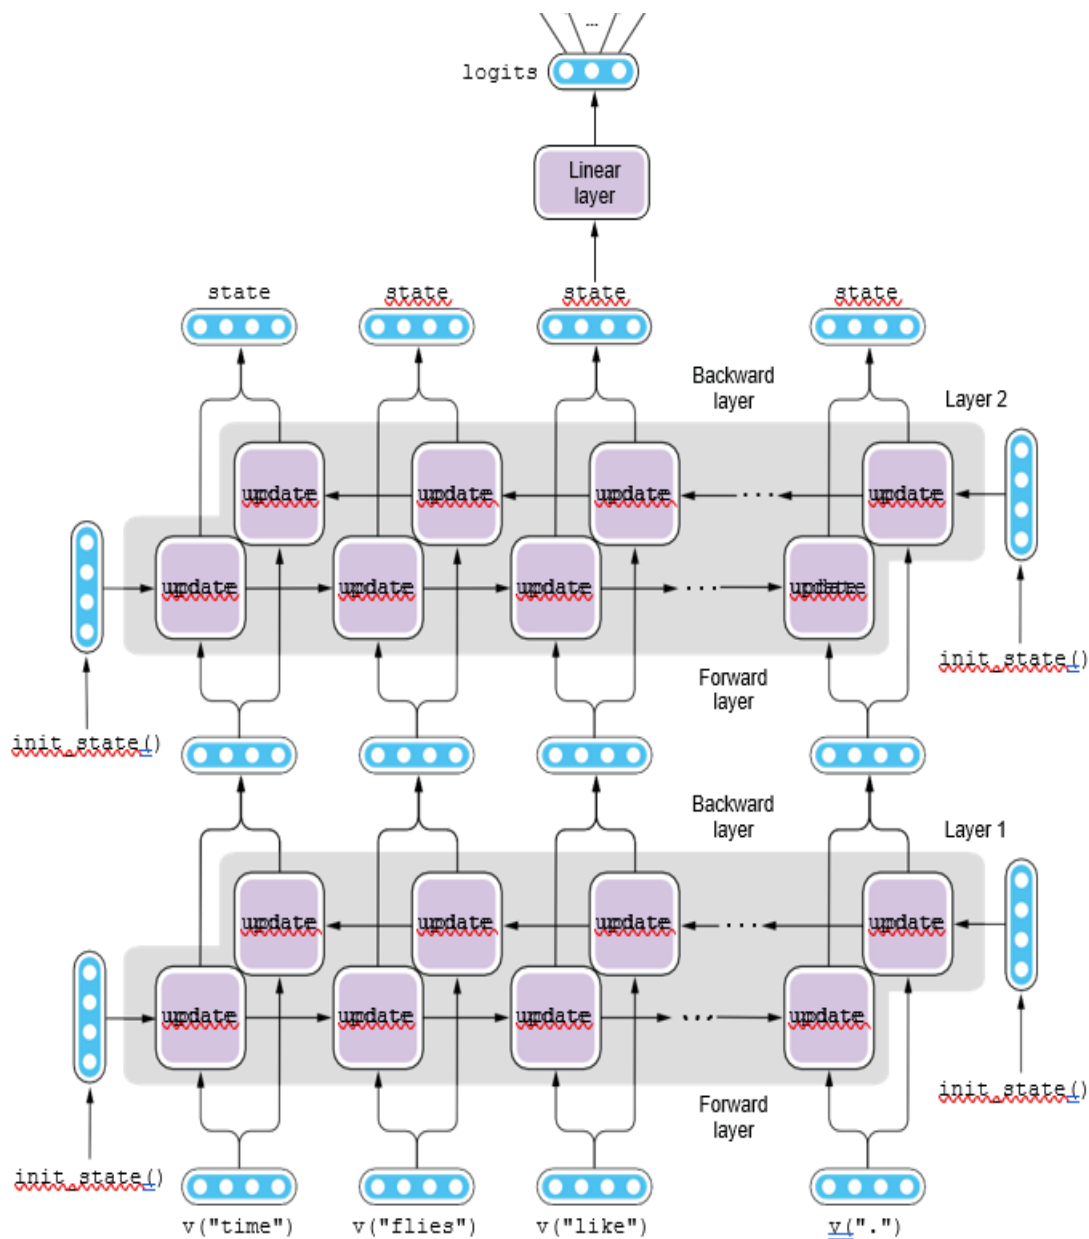 ...
logits
Linear
layer
state state state state
Backward
layer
Layer 2
update update update ... update
update update update ... update
init_state()
Forward
layer
init_state()
Backward
layer
Layer 1
update update update ... update
update update update ... update
init_state()
Forward
layer
init_state()
v("time") v("flies") v("like") v(".")